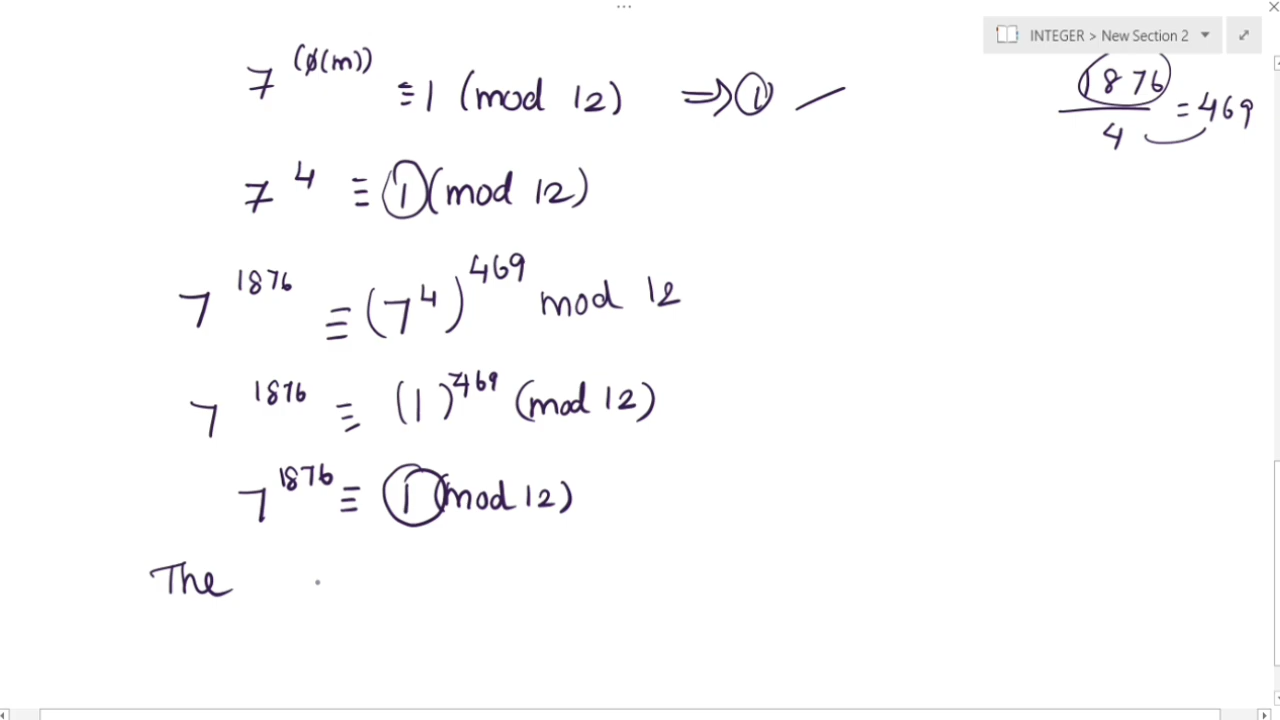 INTEGER > New Section 2
7^(φ(m)) ≡ 1 (mod 12) ⇒ ①
1876/4 = 469
7^4 ≡ 1 (mod 12)
7^1876 ≡ (7^4)^469 mod 12
7^1876 ≡ (1)^469 (mod 12)
7^1876 ≡ 1 (mod 12)
The